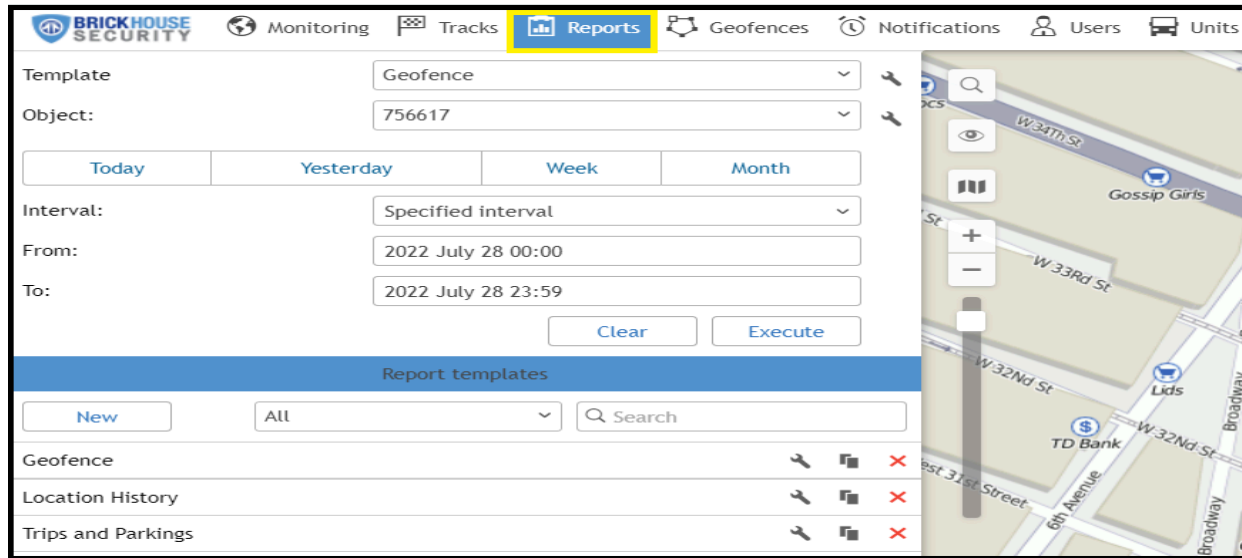 BRICKHOUSE
SECURITY
Monitoring
Tracks
Reports
Geofences
Notifications
Users
Units
Template
Geofence
Object:
756617
Today
Yesterday
Week
Month
Interval:
Specified interval
From:
2022 July 28 00:00
To:
2022 July 28 23:59
Clear
Execute
Report templates
New
All
Search
Geofence
Location History
Trips and Parkings
ocs
W 34Th St
Gossip Girls
St
W 33Rd St
W 32Nd St
Lids
Broadway
TD Bank
W 32Nd St
est 31st Street
6th Avenue
Broadway